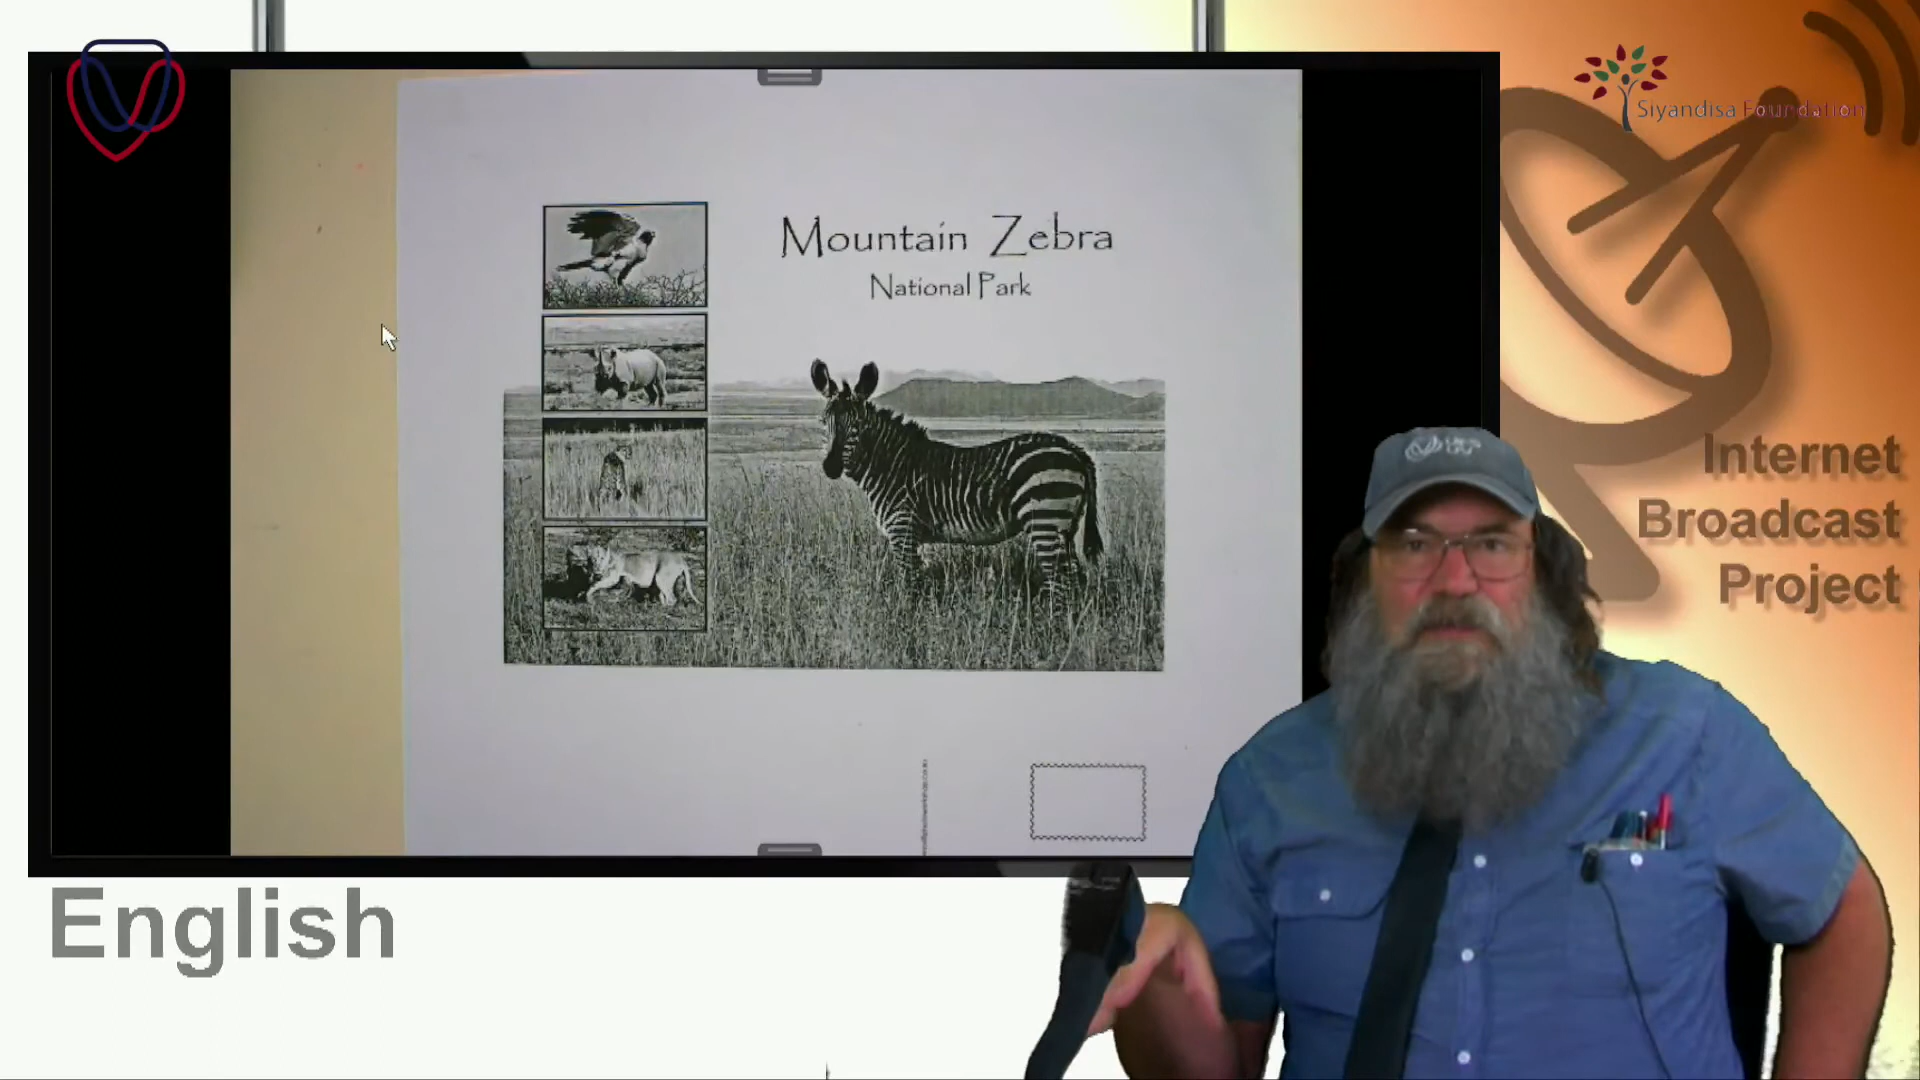 Siyandisa Foundation
Mountain Zebra
National Park
Internet
Broadcast
Project
English